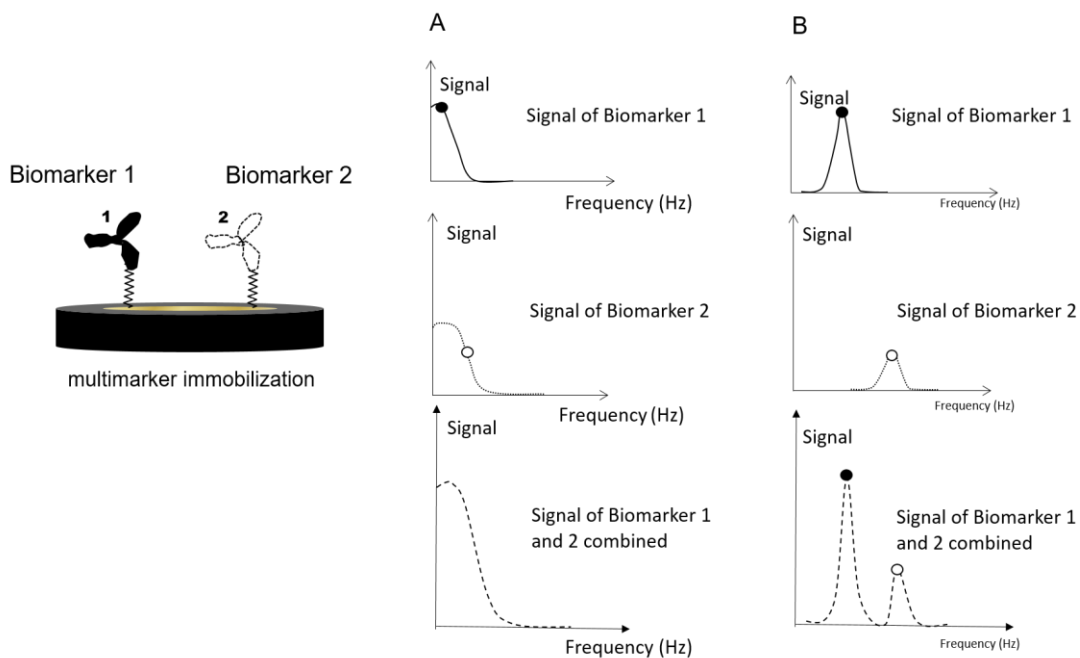 A
B
Signal
Signal of Biomarker 1
Frequency (Hz)
Signal
Signal of Biomarker 1
Frequency (Hz)
Biomarker 1
Biomarker 2
1
2
multimarker immobilization
Signal
Signal of Biomarker 2
Frequency (Hz)
Signal
Signal of Biomarker 2
Frequency (Hz)
Signal
Signal of Biomarker 1
and 2 combined
Frequency (Hz)
Signal
Signal of Biomarker 1
and 2 combined
Frequency (Hz)